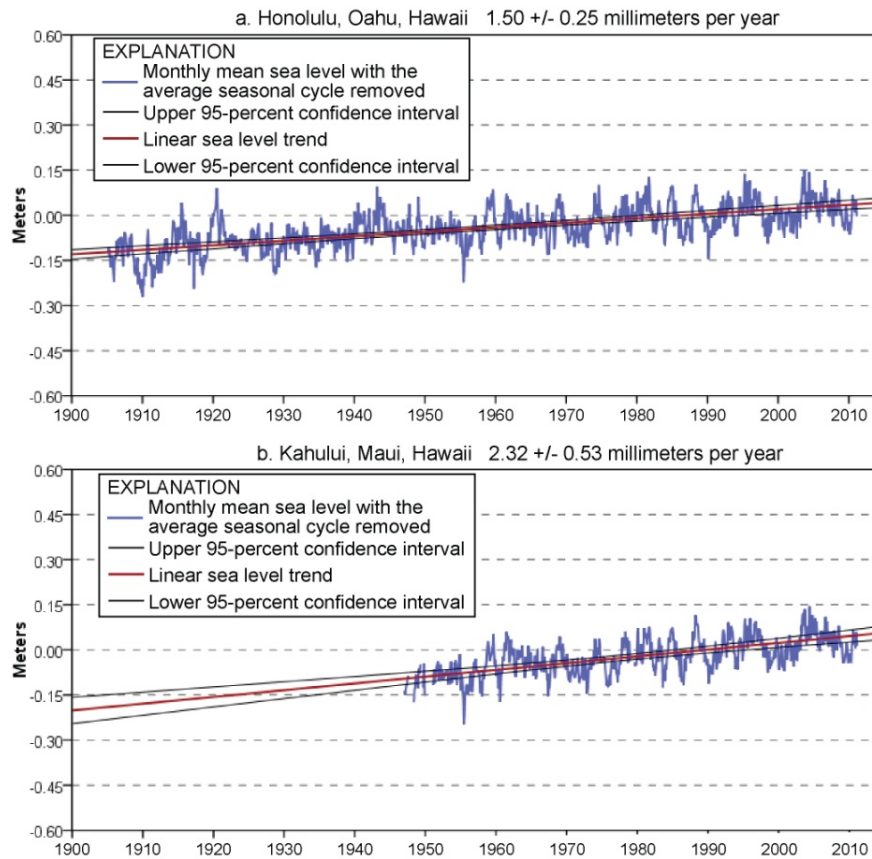 a. Honolulu, Oahu, Hawaii 1.50 +/- 0.25 millimeters per year
EXPLANATION
Monthly mean sea level with the
average seasonal cycle removed
Upper 95-percent confidence interval
Linear sea level trend
Lower 95-percent confidence interval
Meters
0.60
0.45
0.30
0.15
0.00
-0.15
-0.30
-0.45
-0.60
1900 1910 1920 1930 1940 1950 1960 1970 1980 1990 2000 2010
b. Kahului, Maui, Hawaii 2.32 +/- 0.53 millimeters per year
EXPLANATION
Monthly mean sea level with the
average seasonal cycle removed
Upper 95-percent confidence interval
Linear sea level trend
Lower 95-percent confidence interval
Meters
0.60
0.45
0.30
0.15
0.00
-0.15
-0.30
-0.45
-0.60
1900 1910 1920 1930 1940 1950 1960 1970 1980 1990 2000 2010